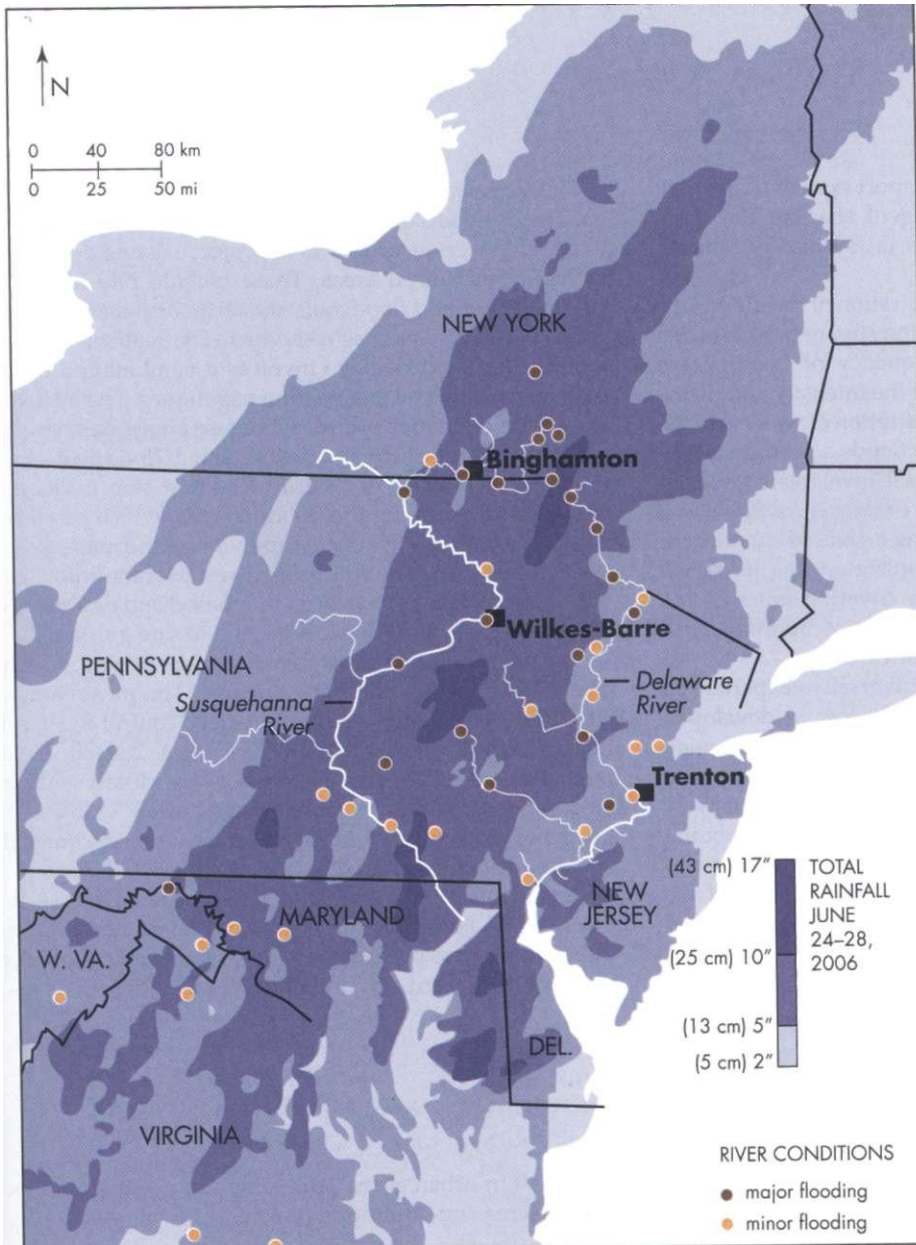 N
0 40 80 km
0 25 50 mi
NEW YORK
Binghamton
Wilkes-Barre
PENNSYLVANIA
Susquehanna
River
Delaware
River
Trenton
(43 cm) 17"
(25 cm) 10"
(13 cm) 5"
(5 cm) 2"
TOTAL
RAINFALL
JUNE
24–28,
2006
NEW
JERSEY
MARYLAND
W. VA.
DEL.
VIRGINIA
RIVER CONDITIONS
major flooding
minor flooding